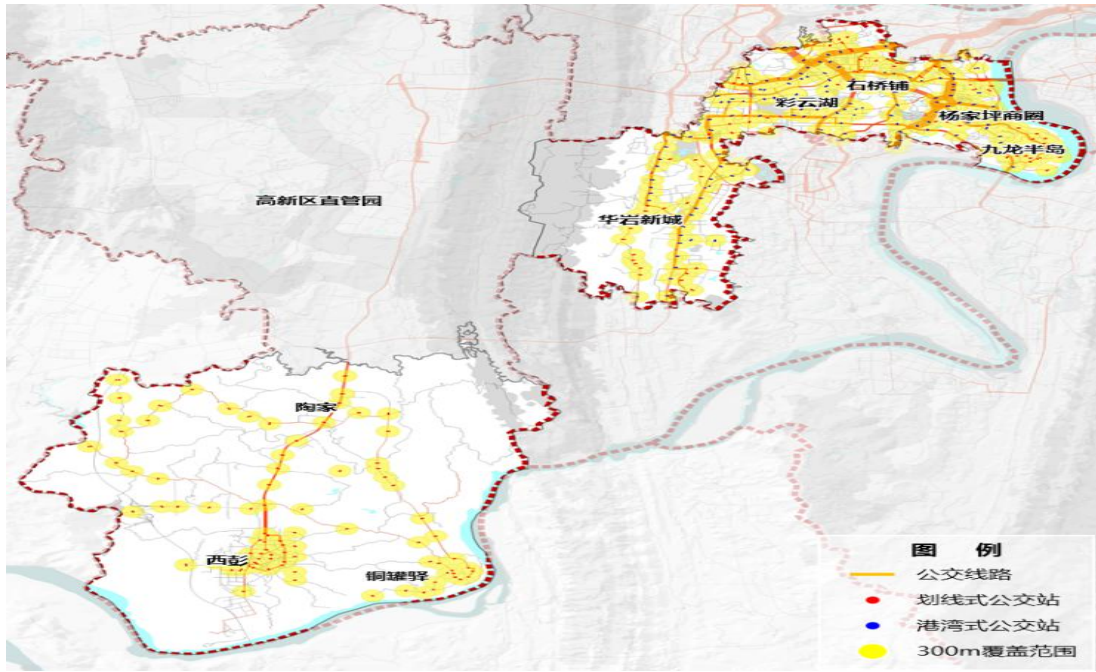 石桥铺
彩云湖
杨家坪商圈
九龙半岛
高新区直管园
华岩新城
陶家
西彭
铜罐驿
图 例
公交线路
划线式公交站
港湾式公交站
300m覆盖范围